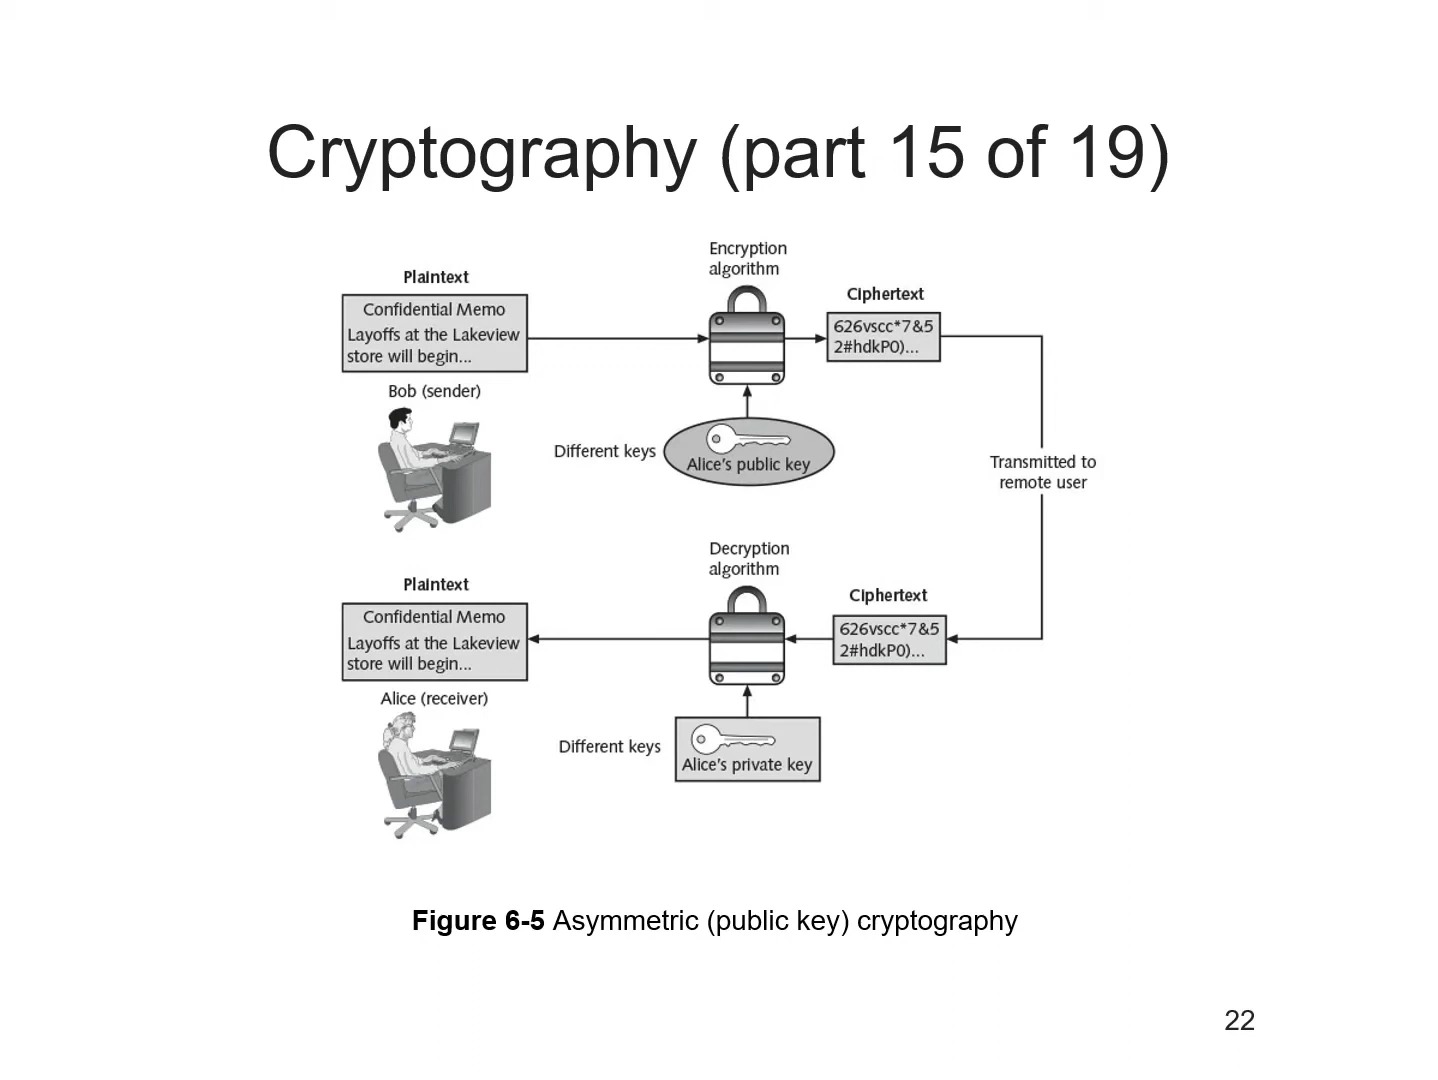 Cryptography (part 15 of 19)
Encryption
algorithm
Plaintext
Ciphertext
Confidential Memo
Layoffs at the Lakeview
store will begin...
626vscc*7&5
2#hdkP0)...
Bob (sender)
Different keys
Alice's public key
Transmitted to
remote user
Decryption
algorithm
Plaintext
Ciphertext
Confidential Memo
Layoffs at the Lakeview
store will begin...
626vscc*7&5
2#hdkP0)...
Alice (receiver)
Different keys
Alice's private key
Figure 6-5 Asymmetric (public key) cryptography
22